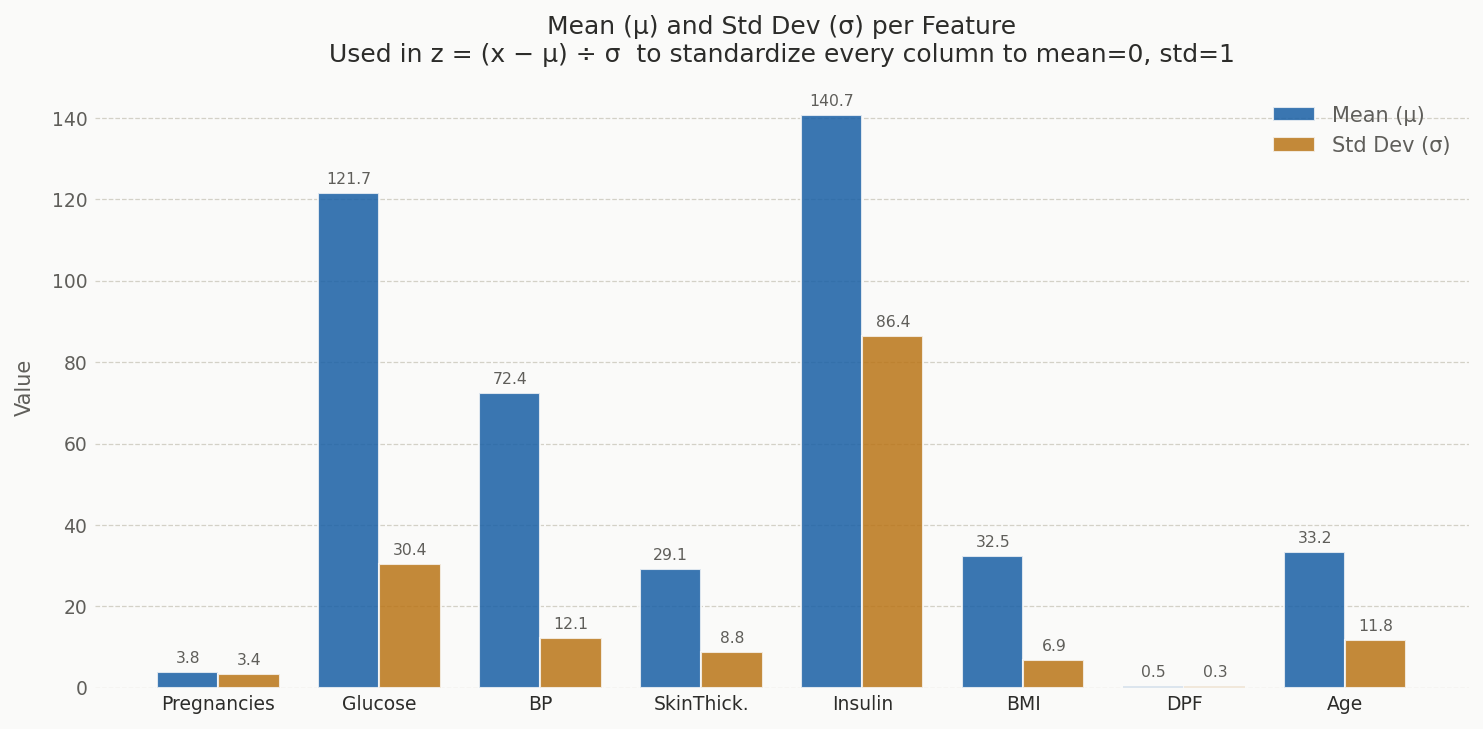 Mean (μ) and Std Dev (σ) per Feature
Used in z = (x − μ) ÷ σ  to standardize every column to mean=0, std=1
Mean (μ)
Std Dev (σ)
Value
140
120
100
80
60
40
20
0
3.8
3.4
121.7
30.4
72.4
12.1
29.1
8.8
140.7
86.4
32.5
6.9
0.5
0.3
33.2
11.8
Pregnancies
Glucose
BP
SkinThick.
Insulin
BMI
DPF
Age